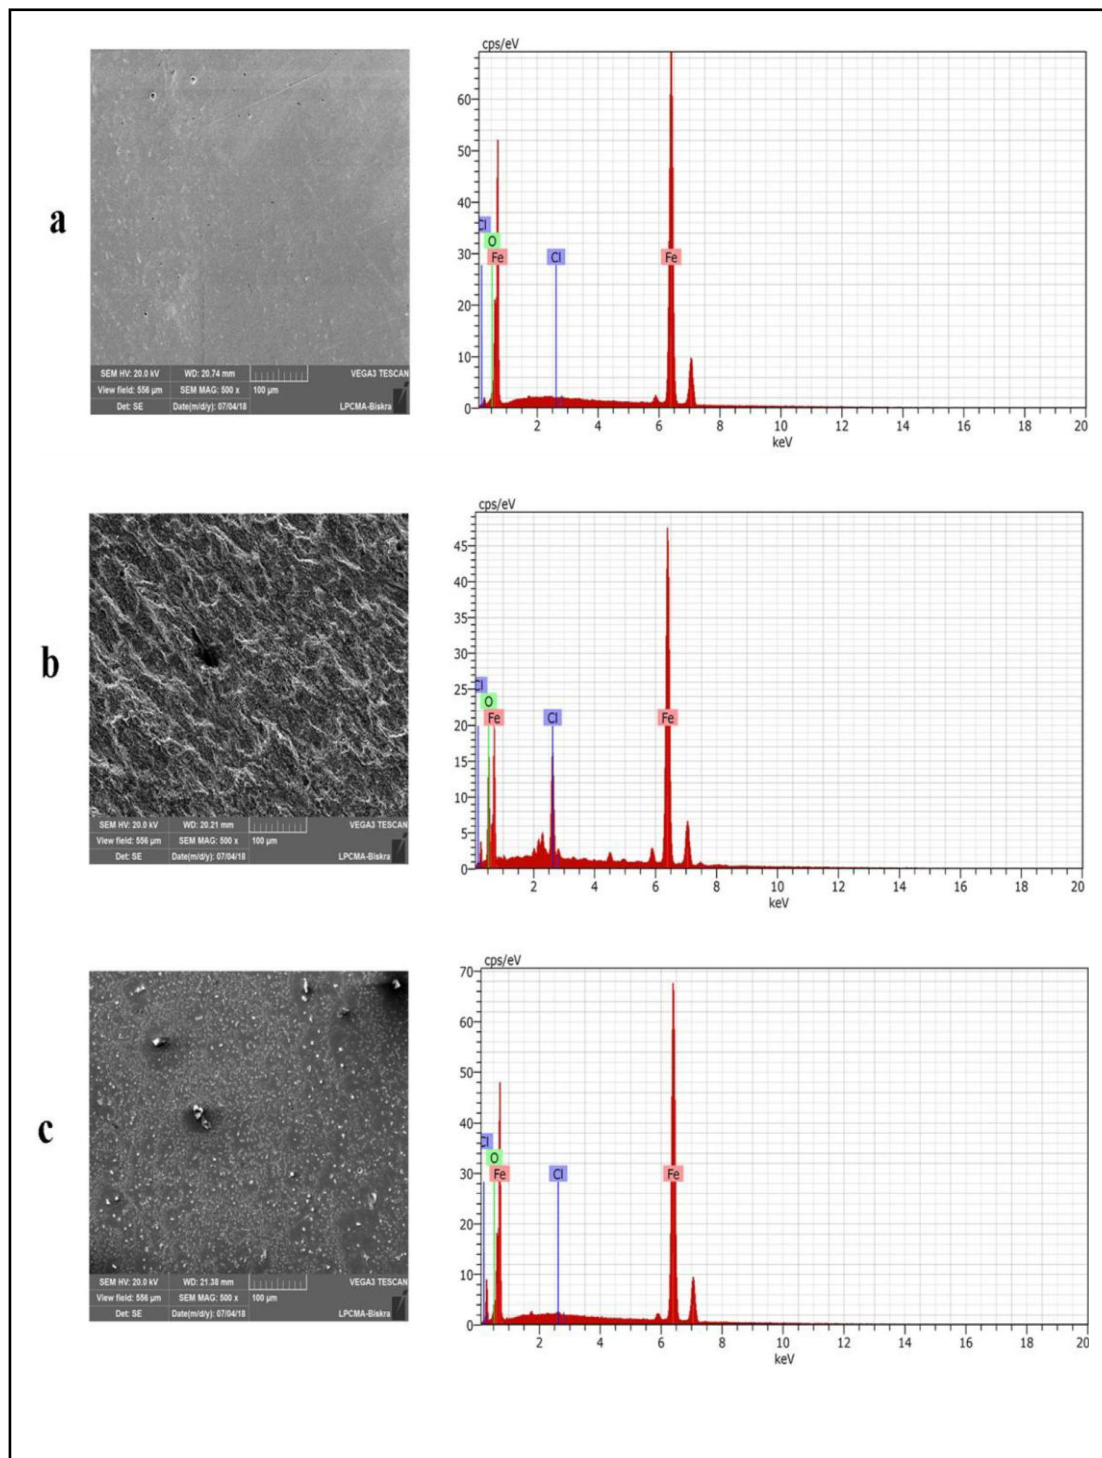 a
SEM HV: 20.0 kV WD: 20.74 mm VEGA3 TESCAN
View field: 556 µm SEM MAG: 500 x 100 µm
Det: SE Date(m/d/y): 07/04/18 LPCMA-Biskra
cps/eV
60
50
40
30
20
10
0
Cl
O
Fe
Cl
Fe
2 4 6 8 10 12 14 16 18 20
keV
b
SEM HV: 20.0 kV WD: 20.21 mm VEGA3 TESCAN
View field: 556 µm SEM MAG: 500 x 100 µm
Det: SE Date(m/d/y): 07/04/18 LPCMA-Biskra
cps/eV
45
40
35
30
25
20
15
10
5
0
Cl
O
Fe
Cl
Fe
2 4 6 8 10 12 14 16 18 20
keV
c
SEM HV: 20.0 kV WD: 21.38 mm VEGA3 TESCAN
View field: 556 µm SEM MAG: 500 x 100 µm
Det: SE Date(m/d/y): 07/04/18 LPCMA-Biskra
cps/eV
70
60
50
40
30
20
10
0
Cl
O
Fe
Cl
Fe
2 4 6 8 10 12 14 16 18 20
keV